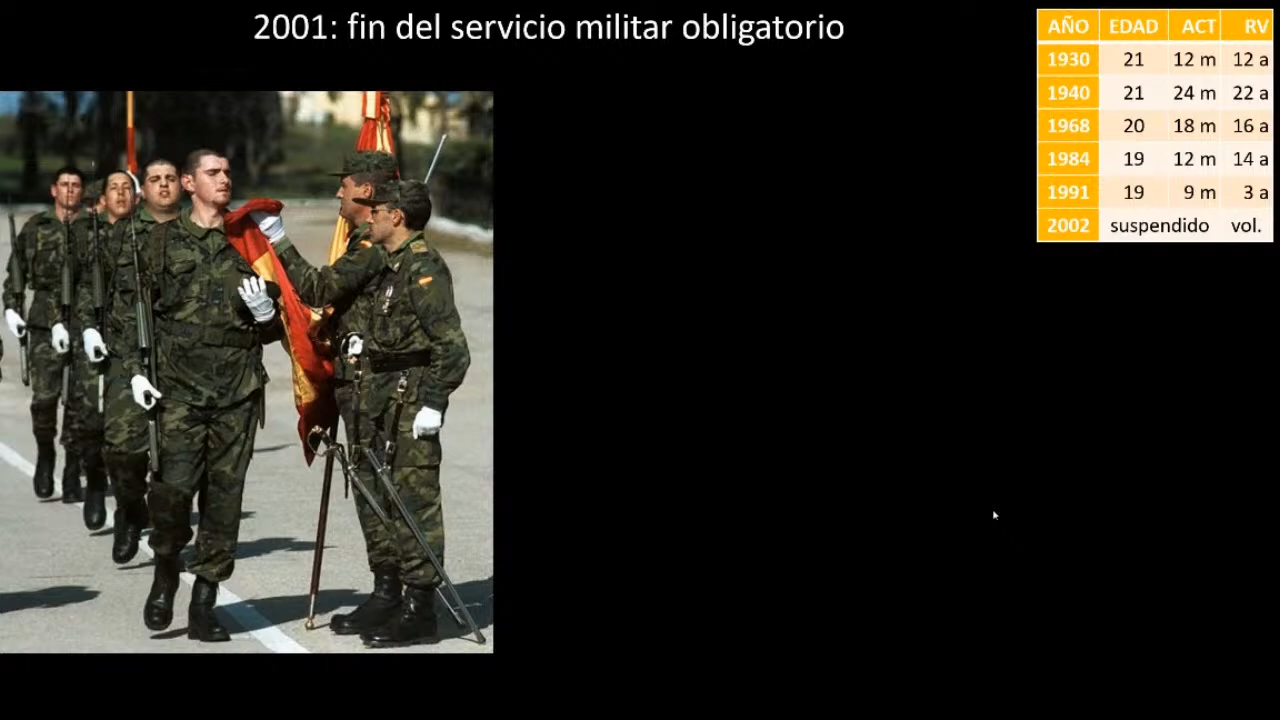 2001: fin del servicio militar obligatorio
AÑO EDAD ACT RV
1930 21 12 m 12 a
1940 21 24 m 22 a
1968 20 18 m 16 a
1984 19 12 m 14 a
1991 19 9 m 3 a
2002 suspendido vol.